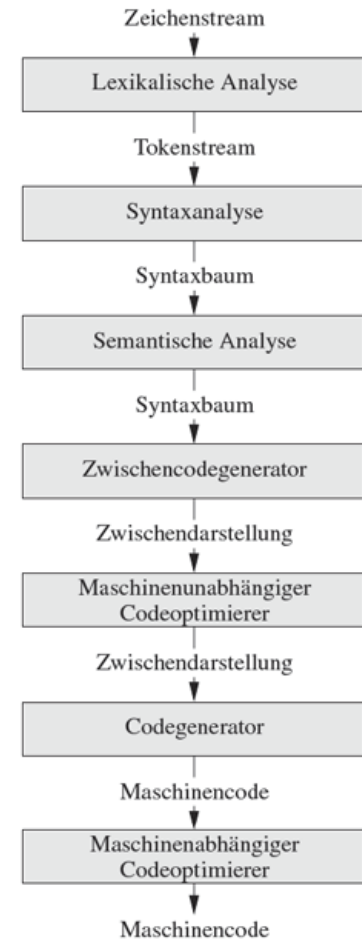 Zeichenstream
Lexikalische Analyse
Tokenstream
Syntaxanalyse
Syntaxbaum
Semantische Analyse
Syntaxbaum
Zwischencodegenerator
Zwischendarstellung
Maschinenunabhängiger
Codeoptimierer
Zwischendarstellung
Codegenerator
Maschinencode
Maschinenabhängiger
Codeoptimierer
Maschinencode